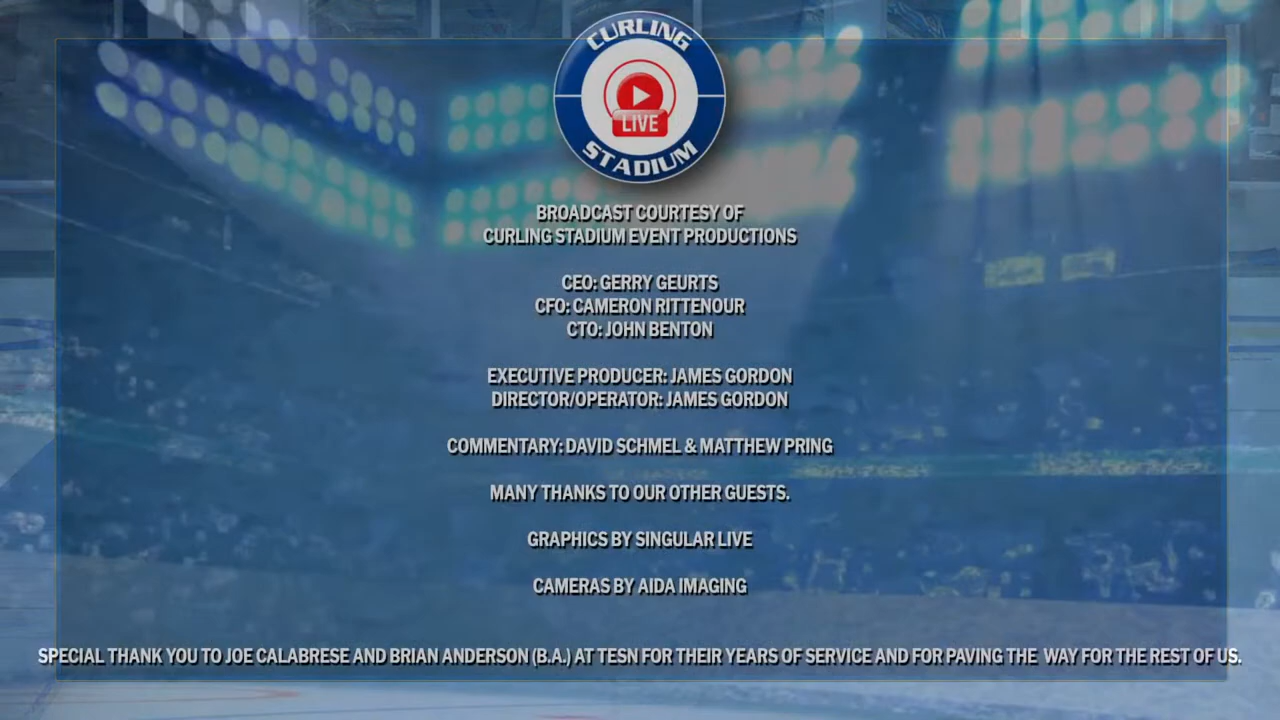 CURLING
LIVE
STADIUM
BROADCAST COURTESY OF
CURLING STADIUM EVENT PRODUCTIONS
CEO: GERRY GEURTS
CFO: CAMERON RITTENOUR
CTO: JOHN BENTON
EXECUTIVE PRODUCER: JAMES GORDON
DIRECTOR/OPERATOR: JAMES GORDON
COMMENTARY: DAVID SCHMEL & MATTHEW PRING
MANY THANKS TO OUR OTHER GUESTS.
GRAPHICS BY SINGULAR LIVE
CAMERAS BY AIDA IMAGING
SPECIAL THANK YOU TO JOE CALABRESE AND BRIAN ANDERSON (B.A.) AT TESN FOR THEIR YEARS OF SERVICE AND FOR PAVING THE WAY FOR THE REST OF US.